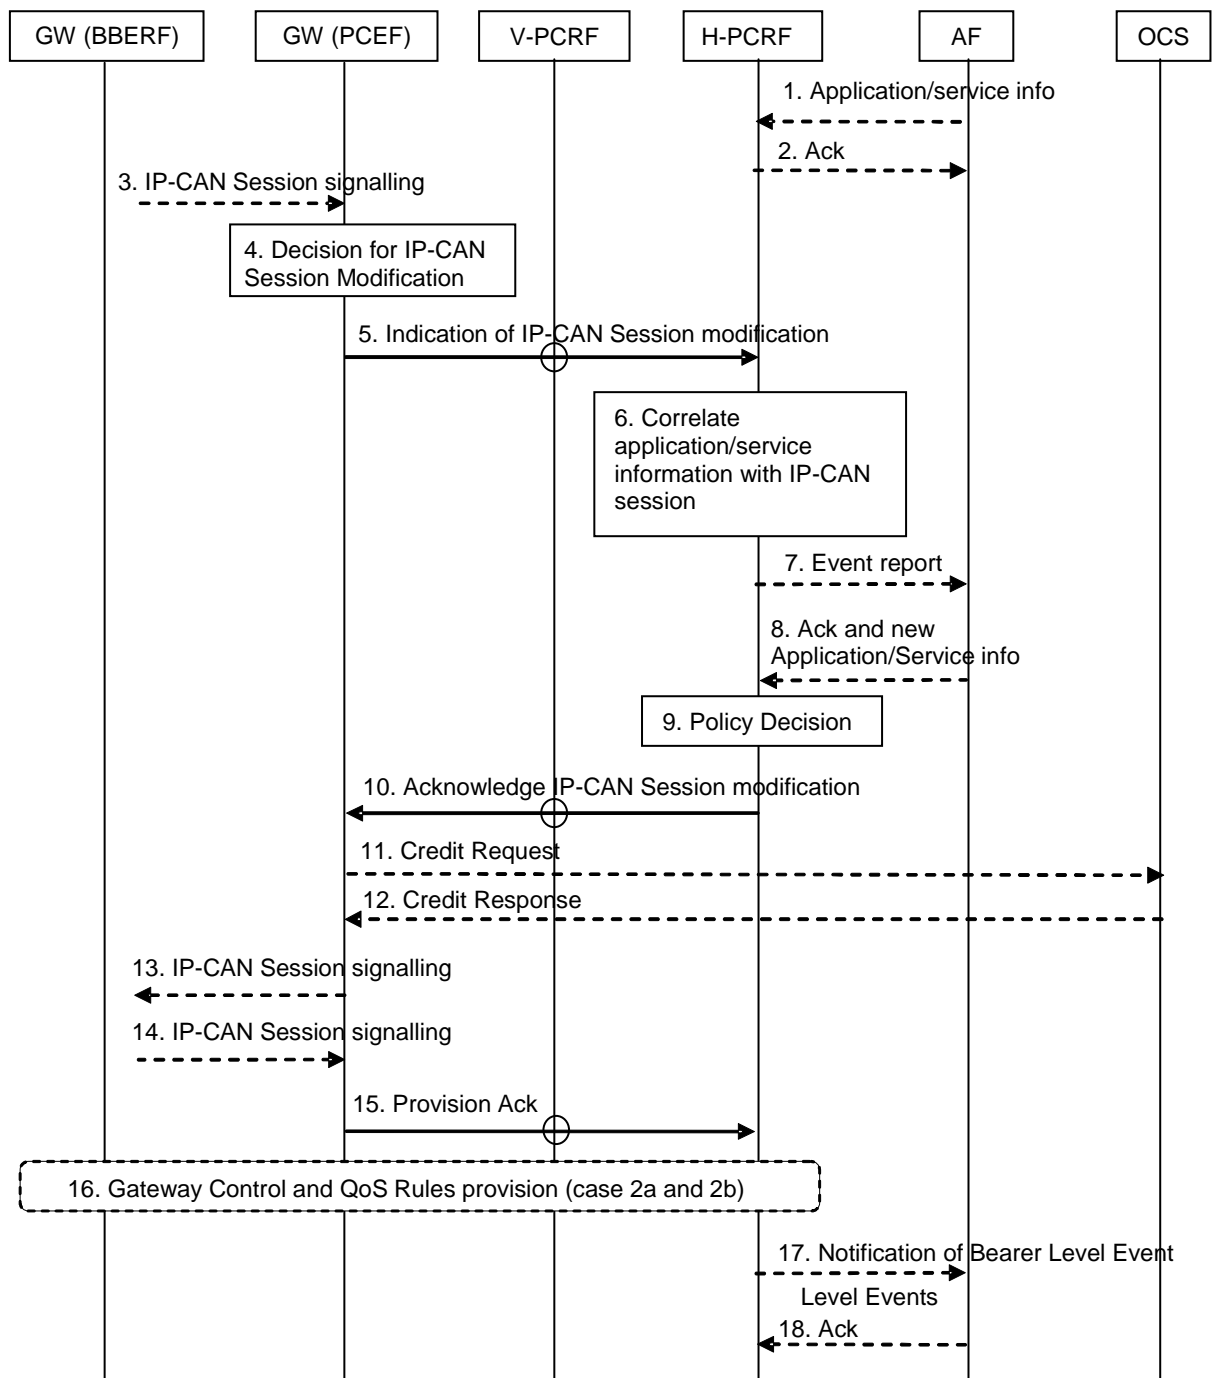 GW (BBERF)
GW (PCEF)
V-PCRF
H-PCRF
AF
OCS
1. Application/service info
2. Ack
3. IP-CAN Session signalling
4. Decision for IP-CAN
Session Modification
5. Indication of IP-CAN Session modification
6. Correlate
application/service
information with IP-CAN
session
7. Event report
8. Ack and new
Application/Service info
9. Policy Decision
10. Acknowledge IP-CAN Session modification
11. Credit Request
12. Credit Response
13. IP-CAN Session signalling
14. IP-CAN Session signalling
15. Provision Ack
16. Gateway Control and QoS Rules provision (case 2a and 2b)
17. Notification of Bearer Level Event
Level Events
18. Ack